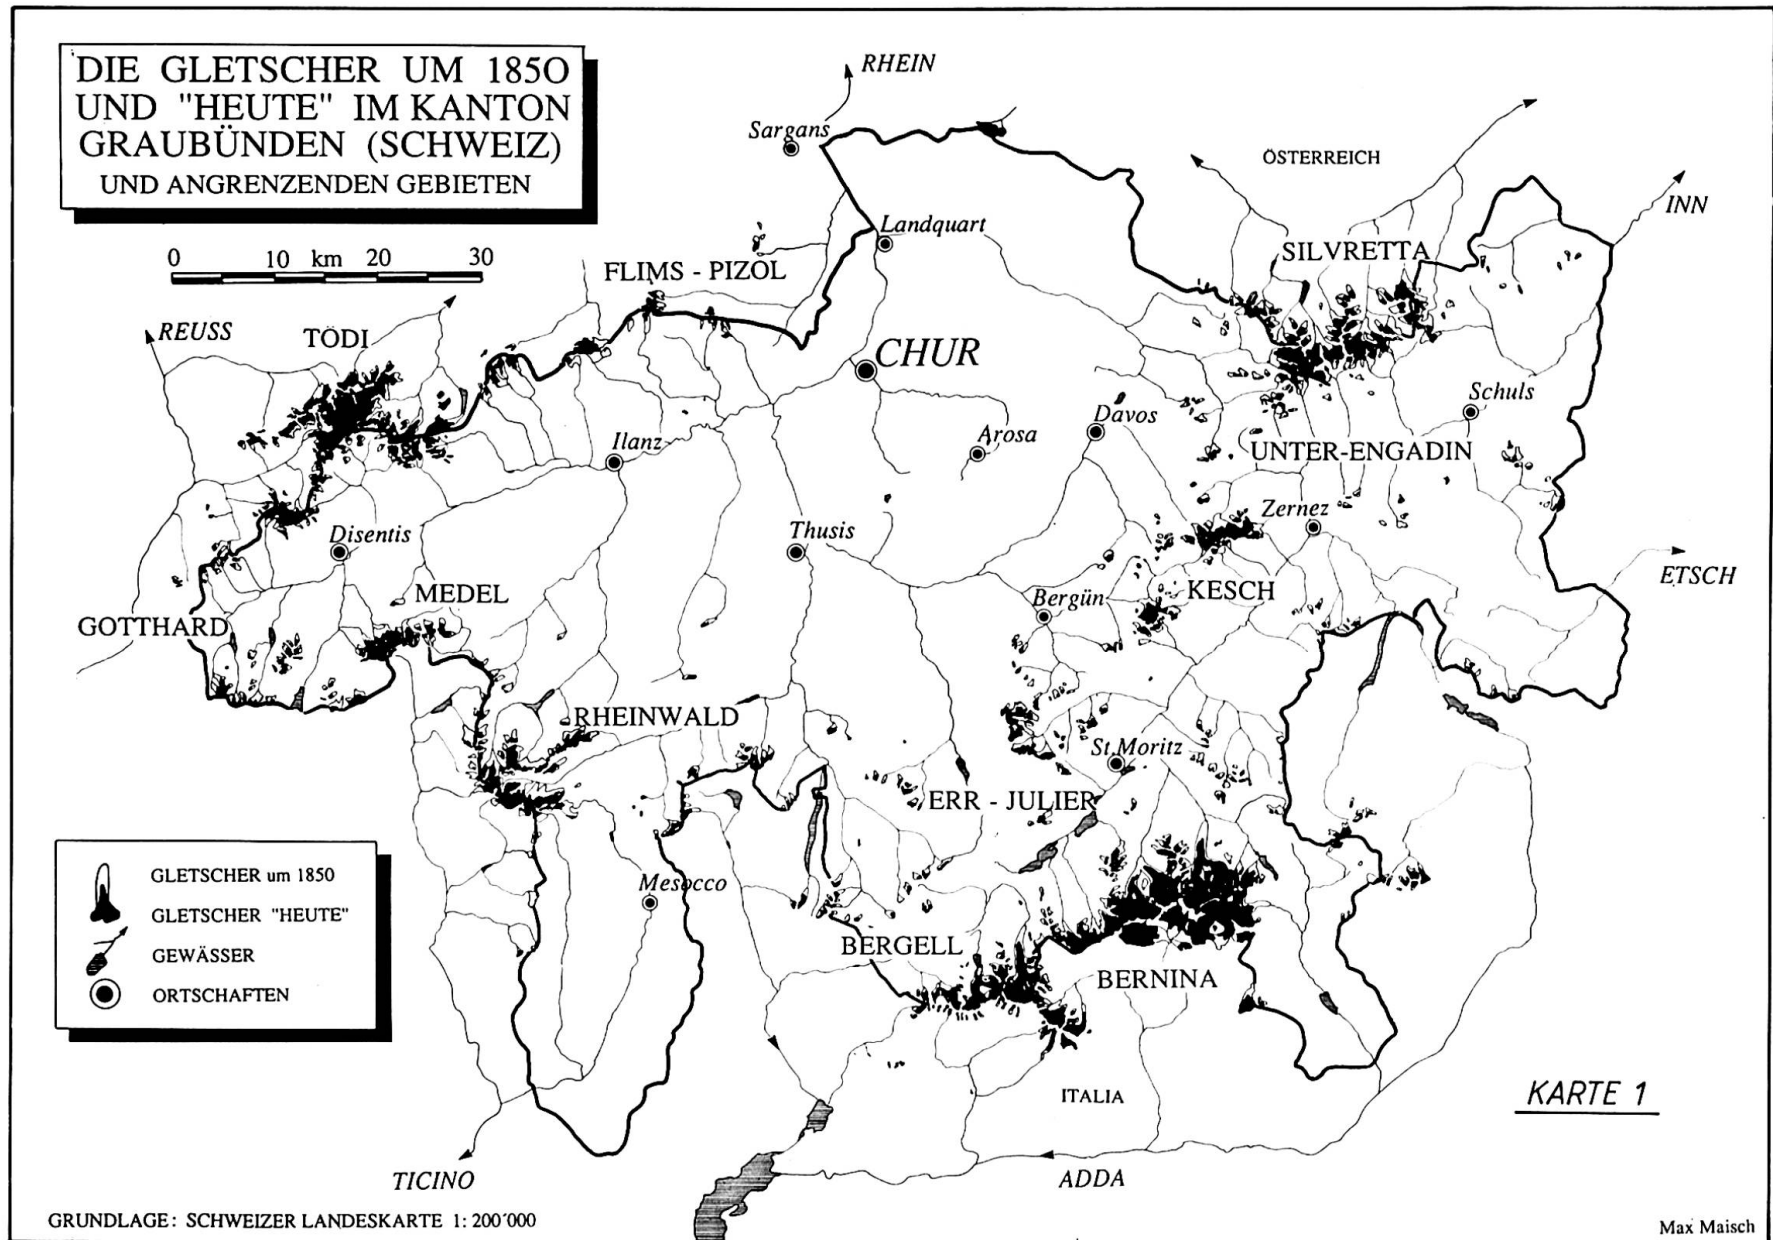 DIE GLETSCHER UM 1850
UND "HEUTE" IM KANTON
GRAUBÜNDEN (SCHWEIZ)
UND ANGRENZENDEN GEBIETEN
0 10 km 20 30
RHEIN
Sargans
ÖSTERREICH
INN
Landquart
SILVRETTA
FLIMS - PIZOL
REUSS
TÖDI
CHUR
Schuls
Davos
Arosa
Ilanz
UNTER-ENGADIN
Zernez
Disentis
Thusis
ETSCH
MEDEL
KESCH
Bergün
GOTTHARD
RHEINWALD
St.Moritz
ERR - JULIER
Mesocco
BERGELL
BERNINA
ITALIA
ADDA
TICINO
GLETSCHER um 1850
GLETSCHER "HEUTE"
GEWÄSSER
ORTSCHAFTEN
KARTE 1
GRUNDLAGE: SCHWEIZER LANDESKARTE 1: 200'000
Max Maisch